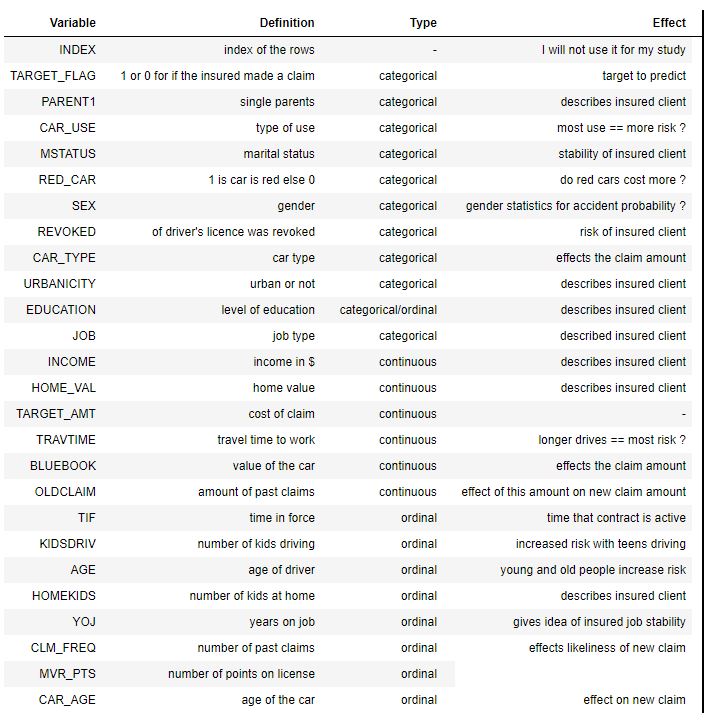 Variable Definition Type Effect
INDEX index of the rows - I will not use it for my study
TARGET_FLAG 1 or 0 for if the insured made a claim categorical target to predict
PARENT1 single parents categorical describes insured client
CAR_USE type of use categorical most use == more risk ?
MSTATUS marital status categorical stability of insured client
RED_CAR 1 is car is red else 0 categorical do red cars cost more ?
SEX gender categorical gender statistics for accident probability ?
REVOKED of driver's licence was revoked categorical risk of insured client
CAR_TYPE car type categorical effects the claim amount
URBANICITY urban or not categorical describes insured client
EDUCATION level of education categorical/ordinal describes insured client
JOB job type categorical described insured client
INCOME income in $ continuous describes insured client
HOME_VAL home value continuous describes insured client
TARGET_AMT cost of claim continuous -
TRAVTIME travel time to work continuous longer drives == most risk ?
BLUEBOOK value of the car continuous effects the claim amount
OLDCLAIM amount of past claims continuous effect of this amount on new claim amount
TIF time in force ordinal time that contract is active
KIDSDRIV number of kids driving ordinal increased risk with teens driving
AGE age of driver ordinal young and old people increase risk
HOMEKIDS number of kids at home ordinal describes insured client
YOJ years on job ordinal gives idea of insured job stability
CLM_FREQ number of past claims ordinal effects likeliness of new claim
MVR_PTS number of points on license ordinal
CAR_AGE age of the car ordinal effect on new claim